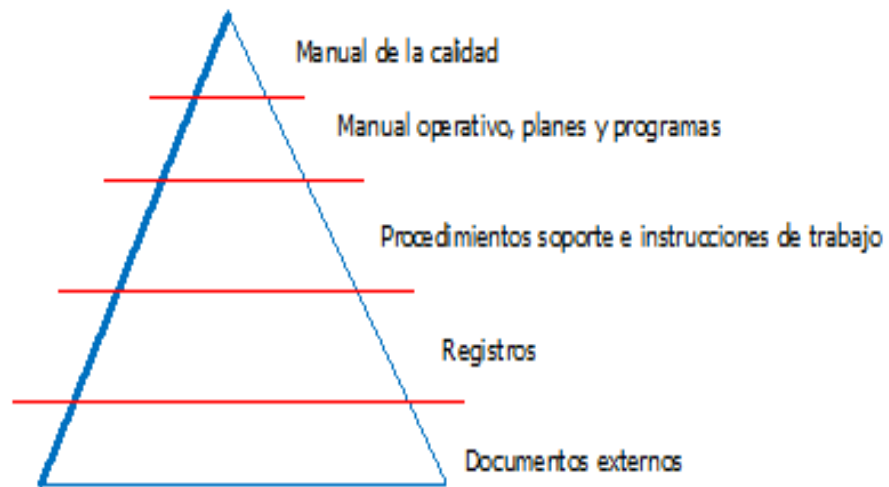 Manual de la calidad
Manual operativo, planes y programas
Procedimientos soporte e instrucciones de trabajo
Registros
Documentos externos